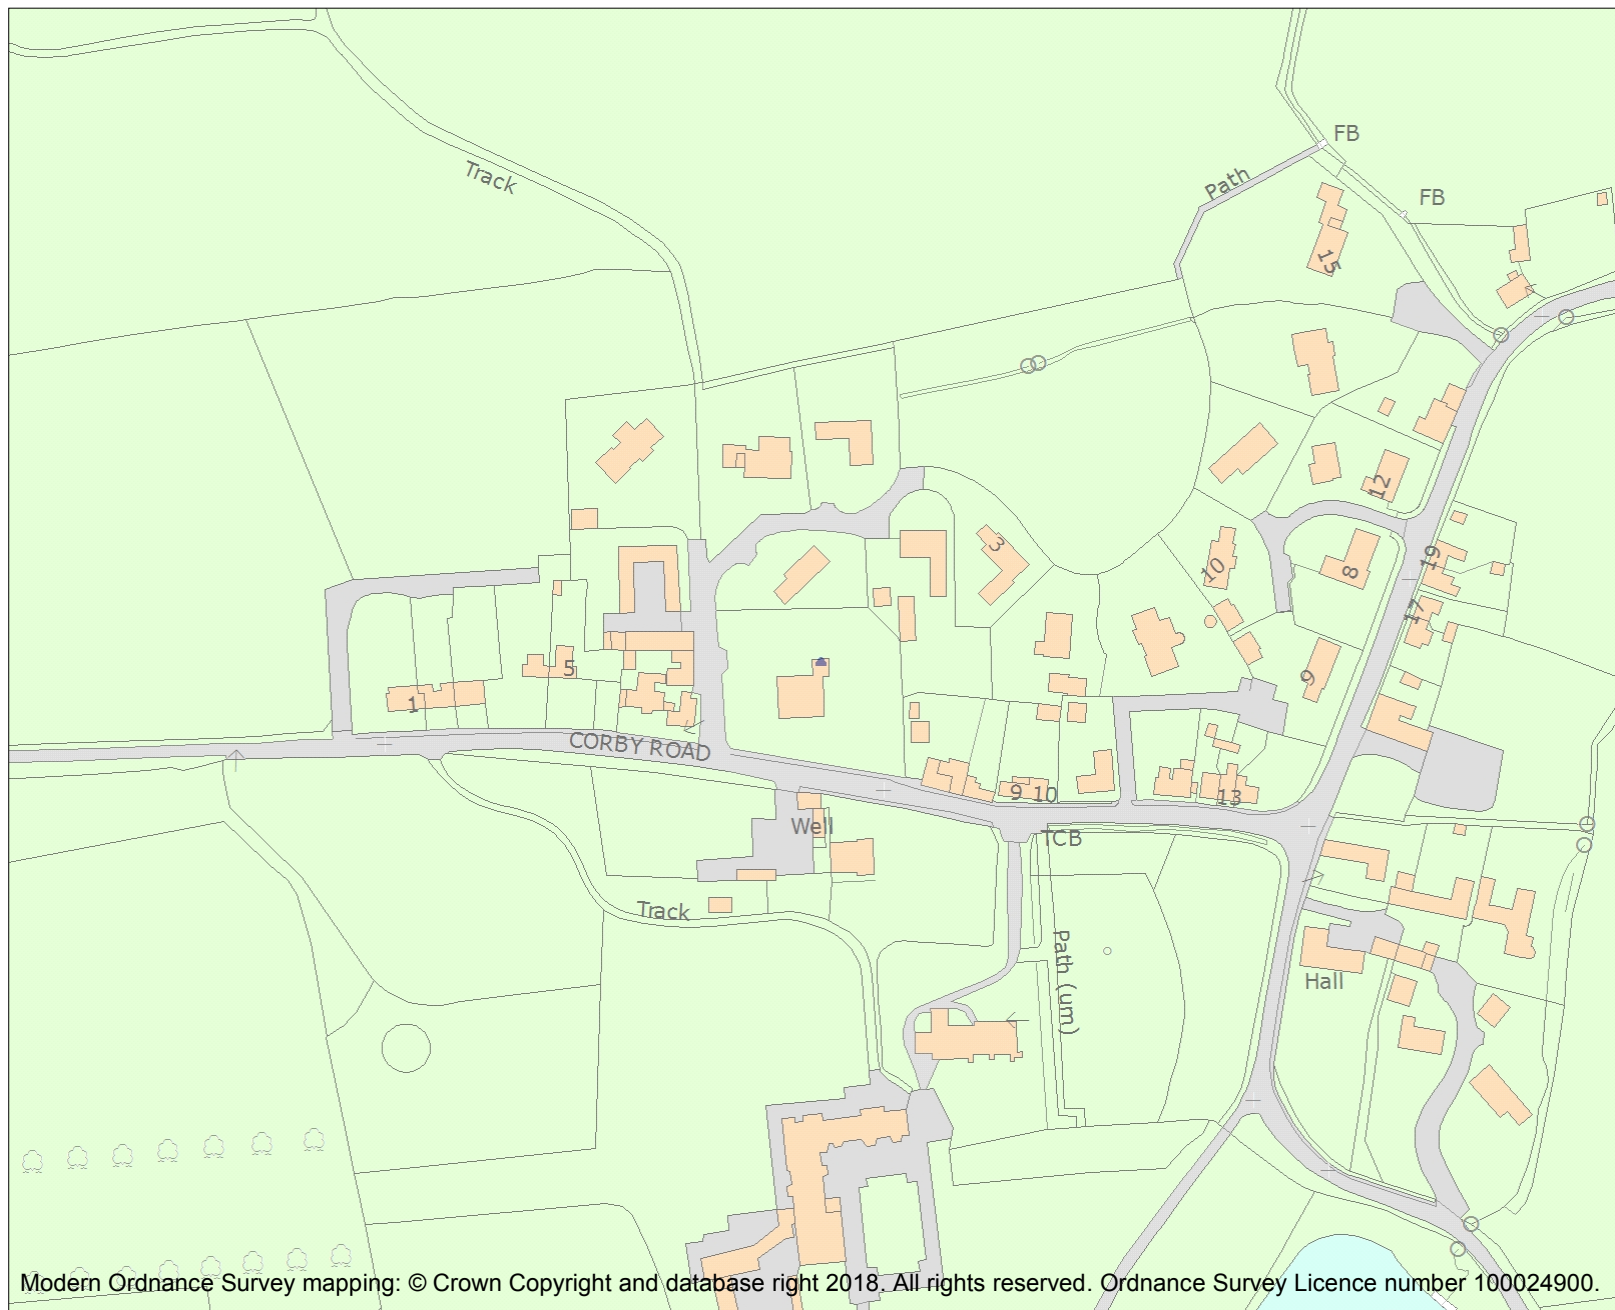 FB
Track
Path
FB
15
12
3
19
10
8
17
5
9
1
CORBY ROAD
9 10
13
Well
TCB
Track
Path (um)
Hall
Modern Ordnance Survey mapping: © Crown Copyright and database right 2018. All rights reserved. Ordnance Survey Licence number 100024900.